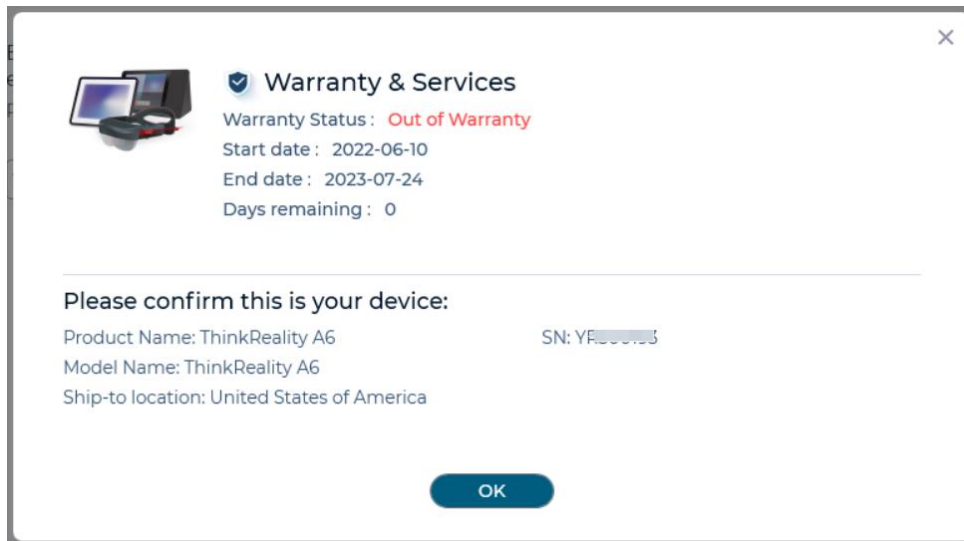 Warranty & Services
Warranty Status : Out of Warranty
Start date : 2022-06-10
End date : 2023-07-24
Days remaining : 0
Please confirm this is your device:
Product Name: ThinkReality A6
SN:
Model Name: ThinkReality A6
Ship-to location: United States of America
OK